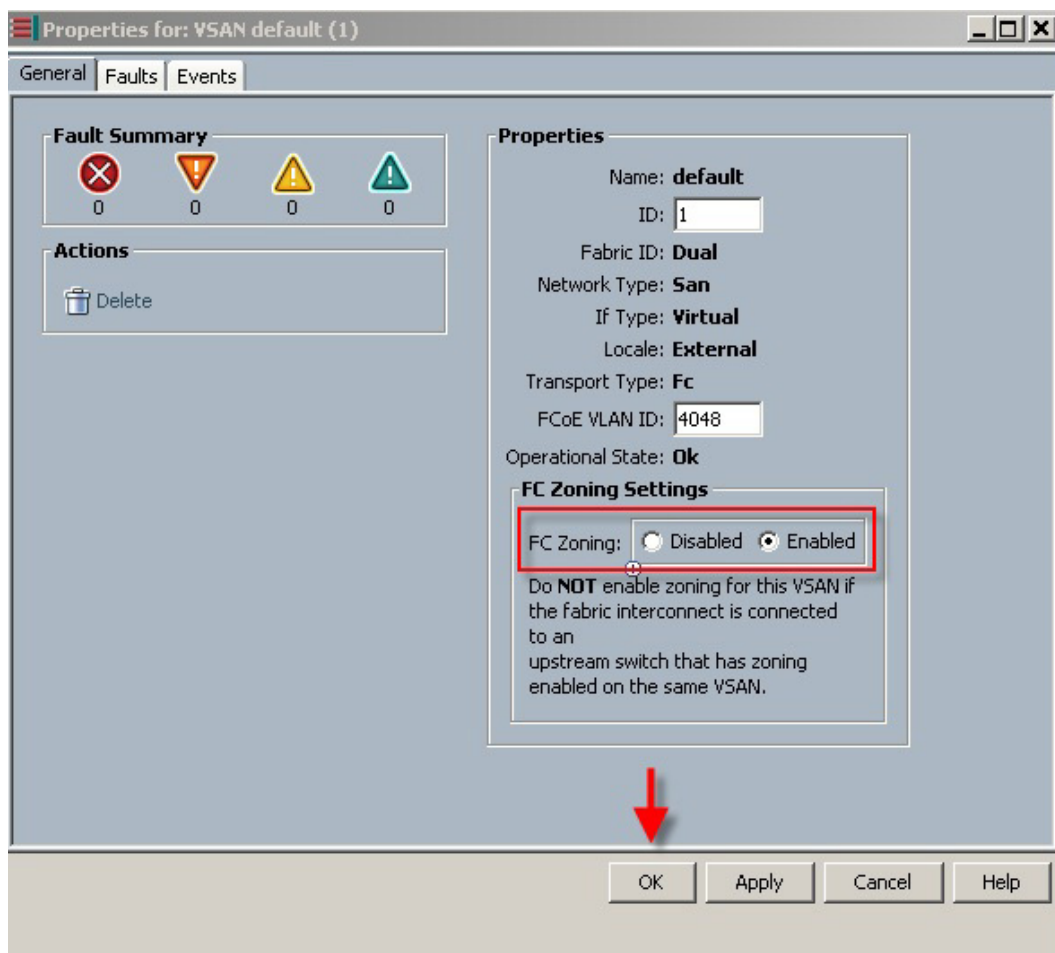 Properties for: VSAN default (1)
General Faults Events
Fault Summary
0 0 0 0
Actions
Delete
Properties
Name: default
ID: 1
Fabric ID: Dual
Network Type: San
If Type: Virtual
Locale: External
Transport Type: Fc
FCoE VLAN ID: 4048
Operational State: Ok
FC Zoning Settings
FC Zoning: Disabled Enabled
Do NOT enable zoning for this VSAN if
the fabric interconnect is connected
to an
upstream switch that has zoning
enabled on the same VSAN.
OK Apply Cancel Help